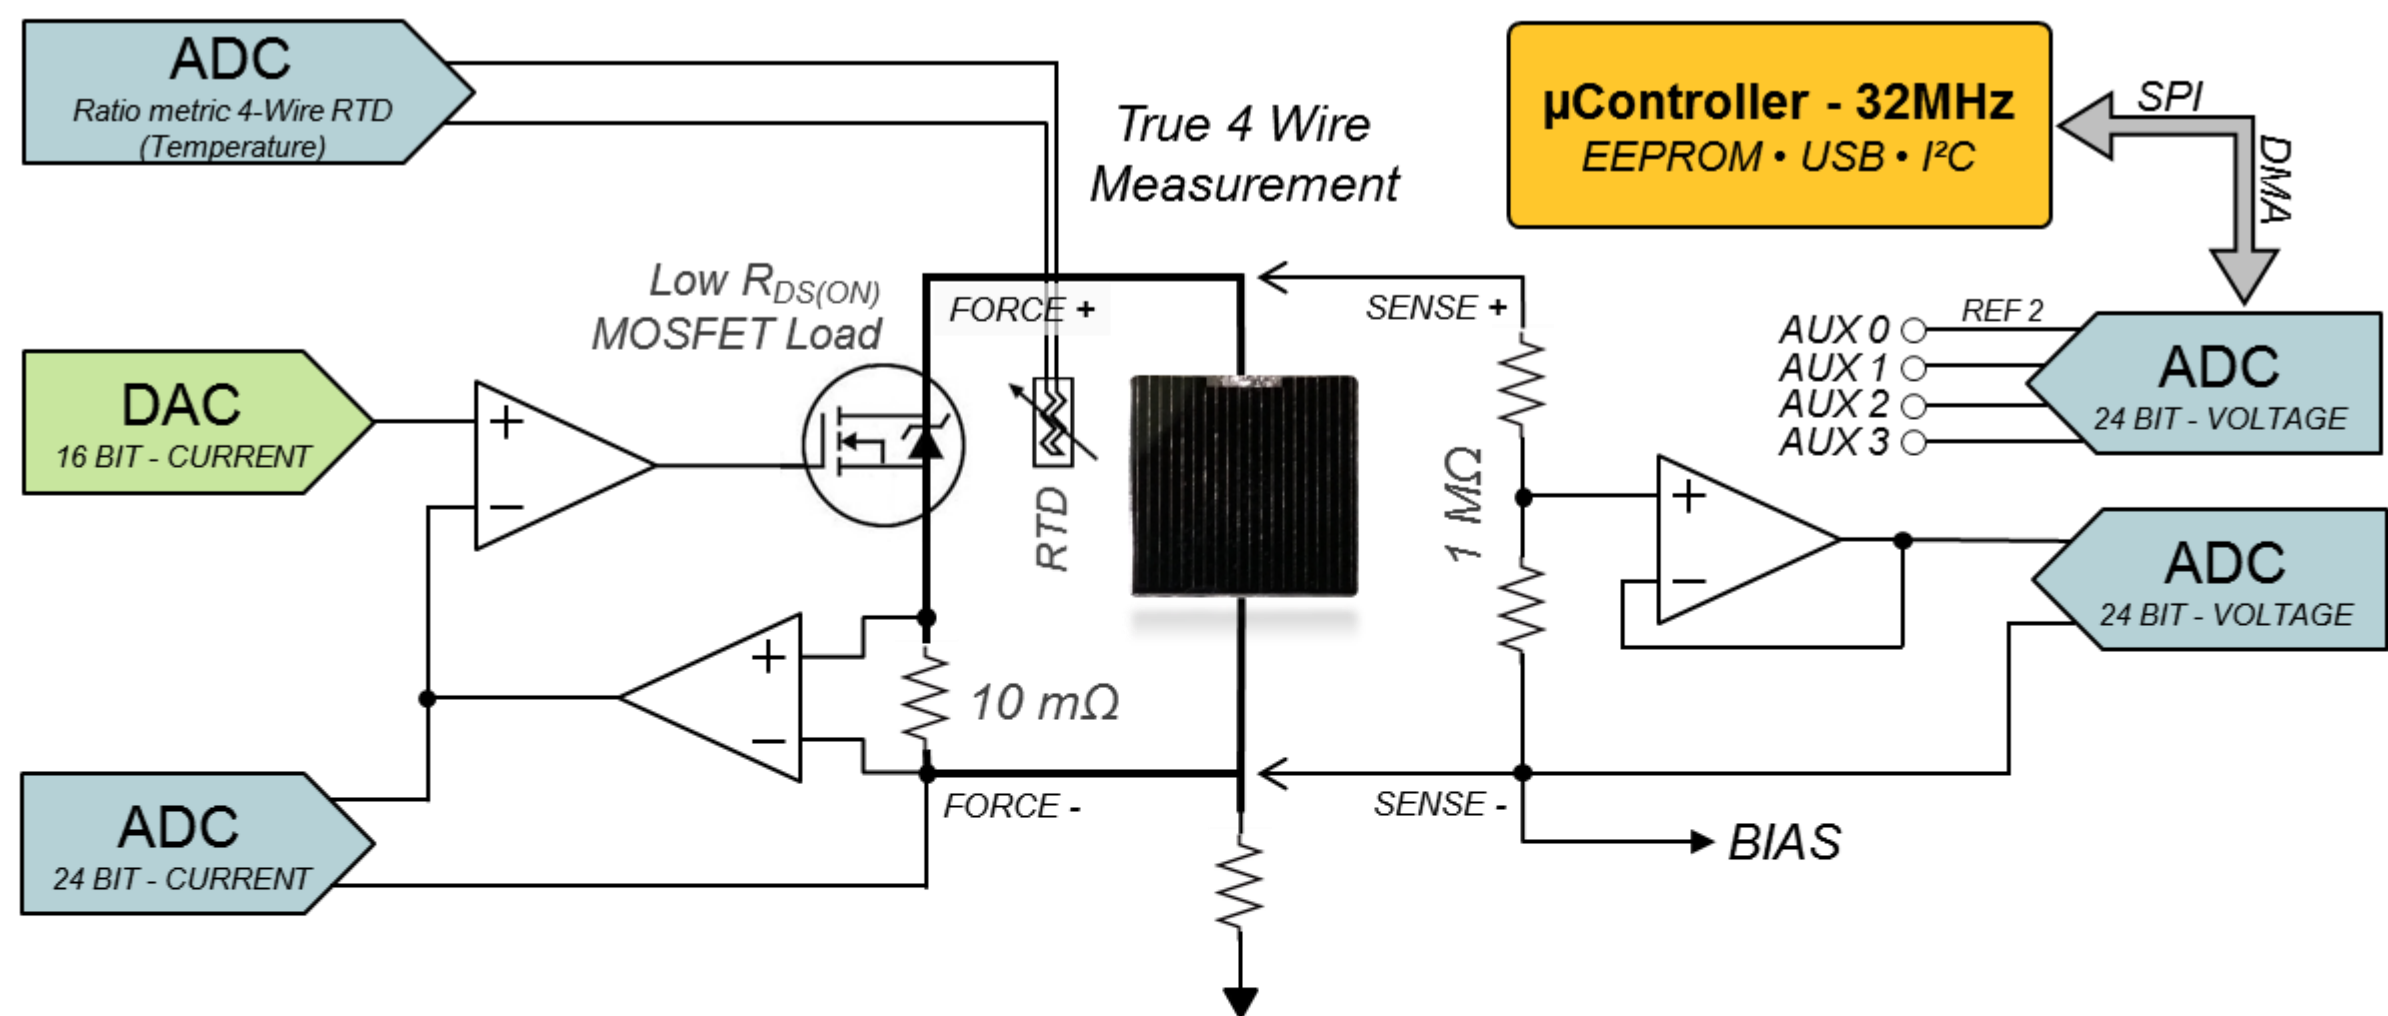 ADC
Ratio metric 4-Wire RTD
(Temperature)
True 4 Wire
Measurement
µController - 32MHz
EEPROM • USB • I²C
SPI
DMA
Low RDS(ON)
MOSFET Load
FORCE +
SENSE +
REF 2
AUX 0
AUX 1
AUX 2
AUX 3
ADC
24 BIT - VOLTAGE
DAC
16 BIT - CURRENT
+
−
RTD
1 MΩ
+
−
ADC
24 BIT - VOLTAGE
+
−
10 mΩ
FORCE -
SENSE -
BIAS
ADC
24 BIT - CURRENT